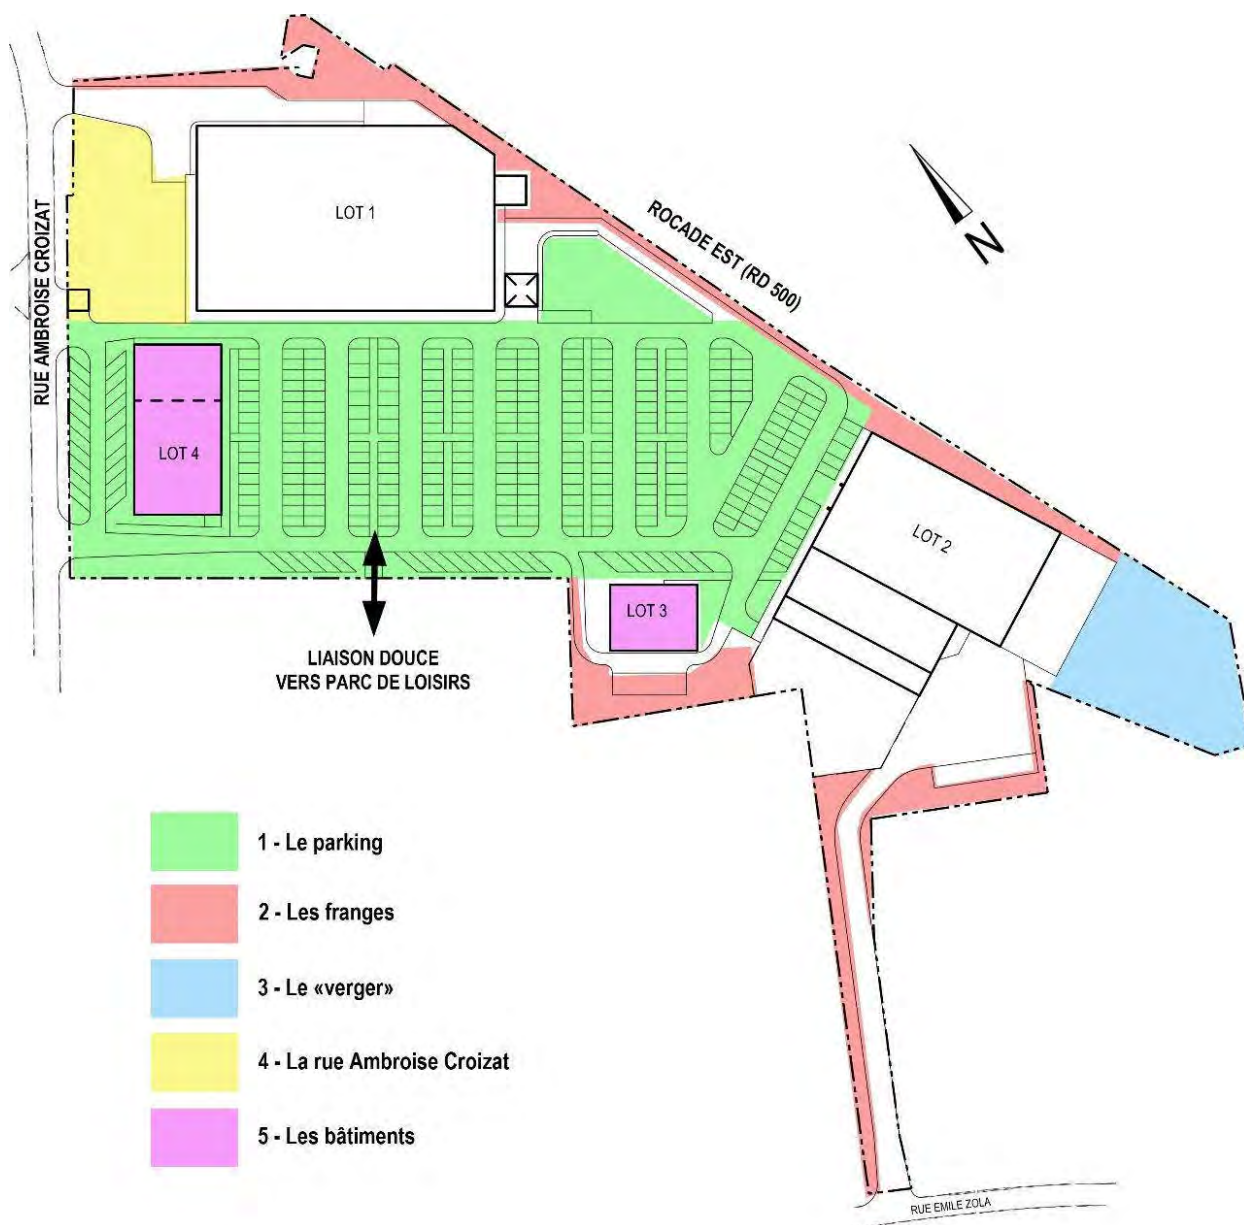 LOT 1
RUE AMBROISE CROIZAT
ROCADE EST (RD 500)
N
LOT 4
LOT 2
LOT 3
LIAISON DOUCE
VERS PARC DE LOISIRS
1 - Le parking
2 - Les franges
3 - Le «verger»
4 - La rue Ambroise Croizat
5 - Les bâtiments
RUE EMILE ZOLA